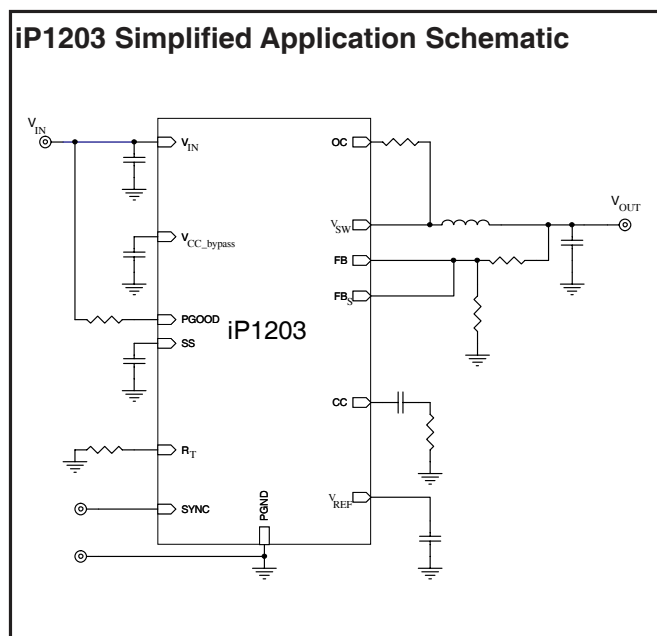 iP1203 Simplified Application Schematic
VIN
VIN
OC
VOUT
VSW
VCC_bypass
FB
FBS
PGOOD
iP1203
SS
CC
RT
VREF
SYNC
PGND